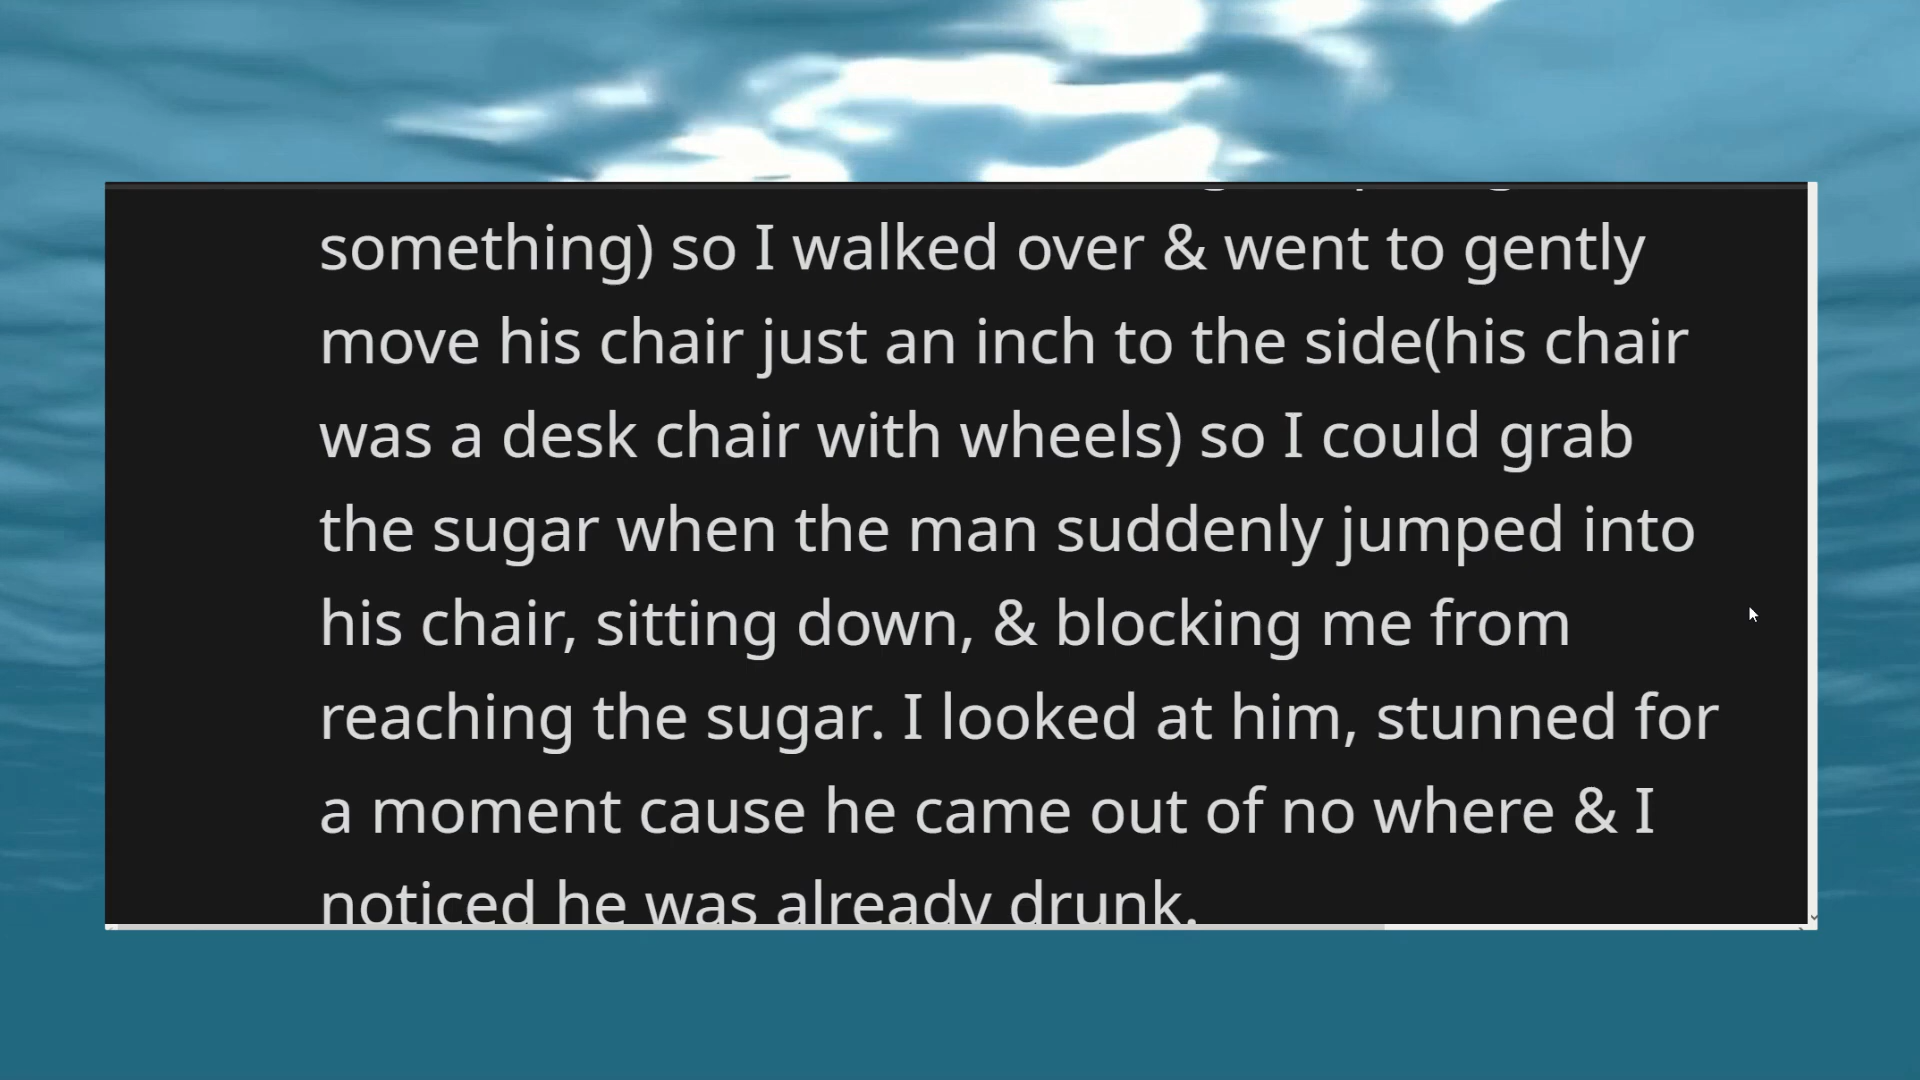 something) so I walked over & went to gently
move his chair just an inch to the side(his chair
was a desk chair with wheels) so I could grab
the sugar when the man suddenly jumped into
his chair, sitting down, & blocking me from
reaching the sugar. I looked at him, stunned for
a moment cause he came out of no where & I
noticed he was already drunk.